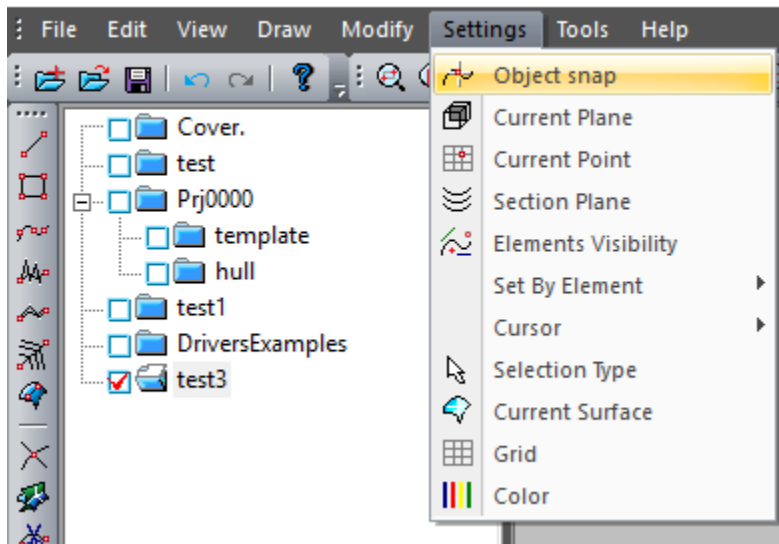 File Edit View Draw Modify Settings Tools Help
Object snap
Current Plane
Current Point
Section Plane
Elements Visibility
Set By Element
Cursor
Selection Type
Current Surface
Grid
Color
Cover.
test
Prj0000
template
hull
test1
DriversExamples
test3